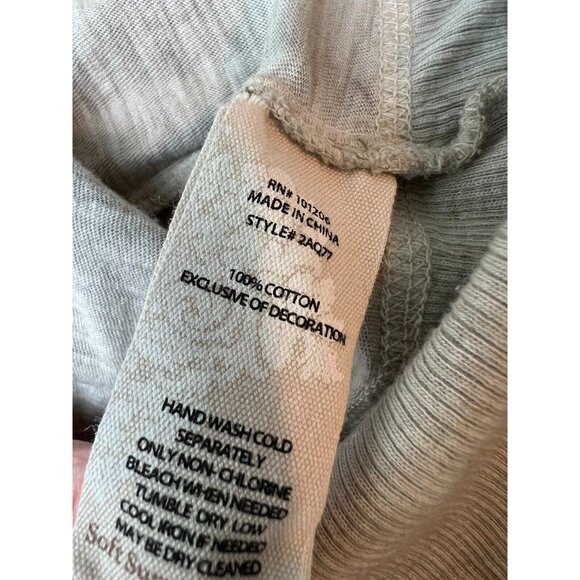 RN# 101206
MADE IN CHINA
STYLE# 2AQ77
100% COTTON
EXCLUSIVE OF DECORATION
HAND WASH COLD
SEPARATELY
ONLY NON-CHLORINE
BLEACH WHEN NEEDED
TUMBLE DRY LOW
COOL IRON IF NEEDED
MAY BE DRY CLEANED
Soft